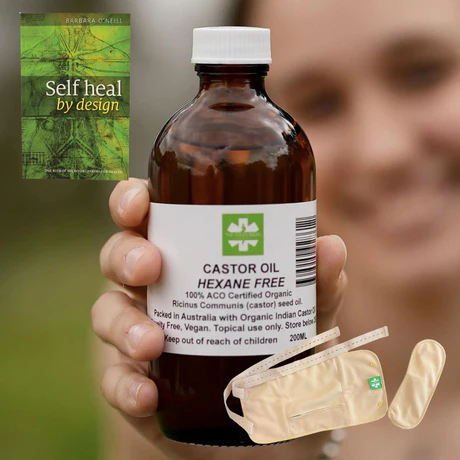 BARBARA O'NEILL
Self heal
by design
CASTOR OIL
HEXANE FREE
100% ACO Certified Organic
Ricinus Communis (castor) seed oil.
Packed in Australia with Organic Indian Castor
Free, Vegan. Topical use only. Store below
Keep out of reach of children 200ML